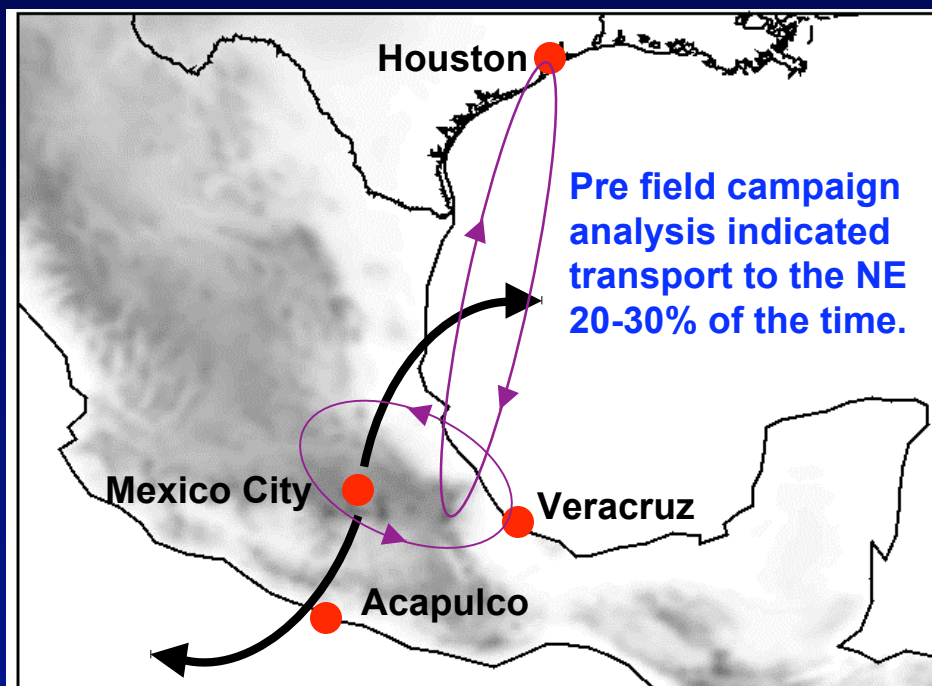 Houston
Pre field campaign
analysis indicated
transport to the NE
20-30% of the time.
Mexico City
Veracruz
Acapulco